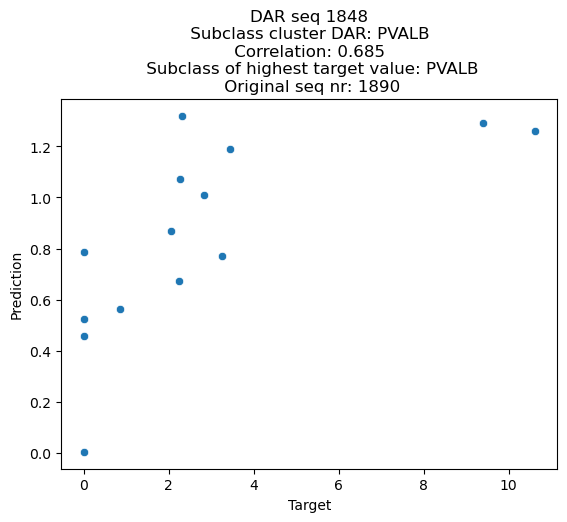 DAR seq 1848
Subclass cluster DAR: PVALB
Correlation: 0.685
Subclass of highest target value: PVALB
Original seq nr: 1890
1.2
1.0
0.8
0.6
0.4
0.2
0.0
Prediction
0 2 4 6 8 10
Target